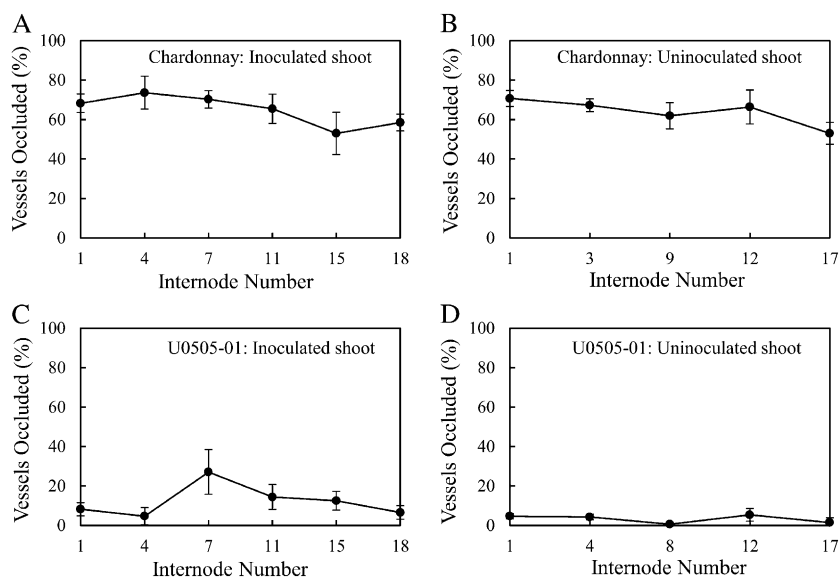 A
Chardonnay: Inoculated shoot
Vessels Occluded (%)
100
80
60
40
20
0
1 4 7 11 15 18
Internode Number
B
Chardonnay: Uninoculated shoot
Vessels Occluded (%)
100
80
60
40
20
0
1 3 9 12 17
Internode Number
C
U0505-01: Inoculated shoot
Vessels Occluded (%)
100
80
60
40
20
0
1 4 7 11 15 18
Internode Number
D
U0505-01: Uninoculated shoot
Vessels Occluded (%)
100
80
60
40
20
0
1 4 8 12 17
Internode Number